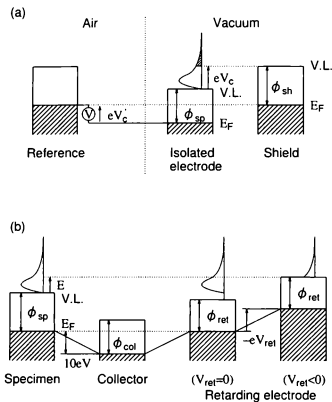 (a)
Air Vacuum
V.L. V.L.
eV_c ϕ_sh
V eV_c' ϕ_sp E_F
E_F
Reference Isolated electrode Shield
(b)
E V.L. ϕ_ret
ϕ_sp E_F ϕ_ret
ϕ_col -eV_ret
10eV
Specimen Collector (V_ret=0) (V_ret<0)
Retarding electrode